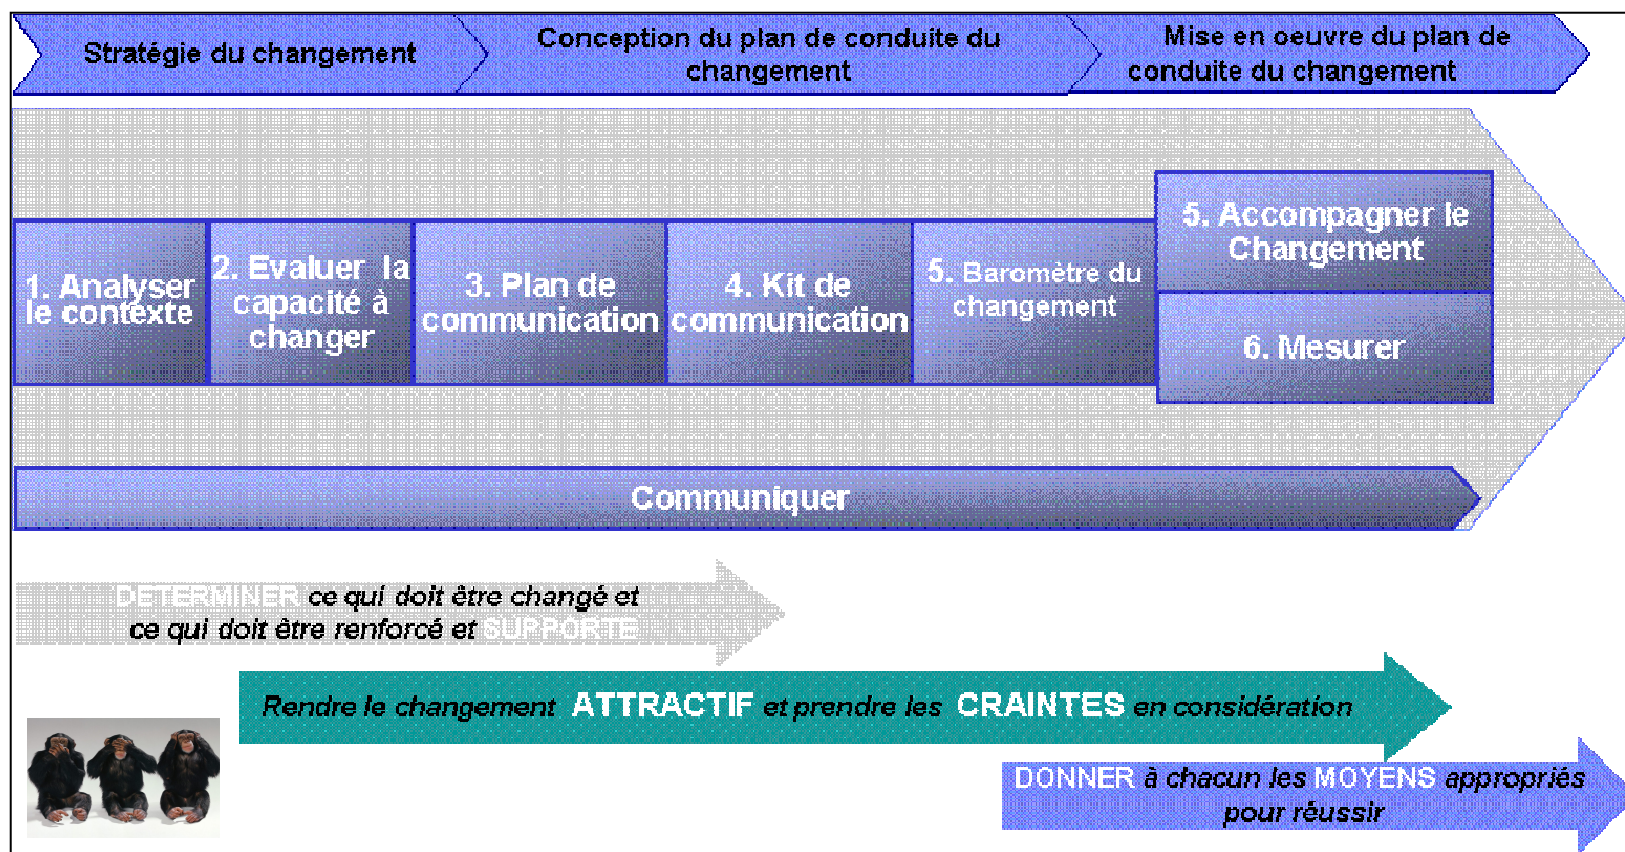 Stratégie du changement
Conception du plan de conduite du
changement
Mise en oeuvre du plan de
conduite du changement
1. Analyser
le contexte
2. Evaluer la
capacité à
changer
3. Plan de
communication
4. Kit de
communication
5. Baromètre du
changement
5. Accompagner le
Changement
6. Mesurer
Communiquer
DETERMINER ce qui doit être changé et
ce qui doit être renforcé et SUPPORTE
Rendre le changement ATTRACTIF et prendre les CRAINTES en considération
DONNER à chacun les MOYENS appropriés
pour réussir